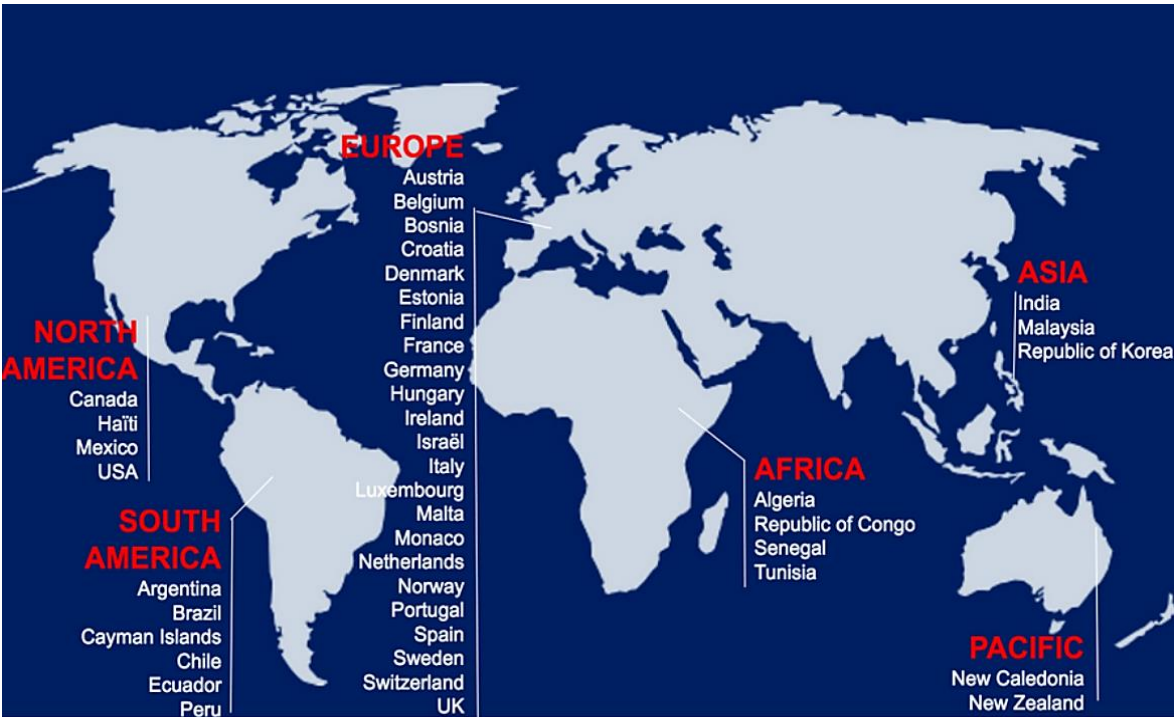 EUROPE
Austria
Belgium
Bosnia
Croatia
Denmark
Estonia
Finland
France
Germany
Hungary
Ireland
Israël
Italy
Luxembourg
Malta
Monaco
Netherlands
Norway
Portugal
Spain
Sweden
Switzerland
UK
NORTH
AMERICA
Canada
Haïti
Mexico
USA
SOUTH
AMERICA
Argentina
Brazil
Cayman Islands
Chile
Ecuador
Peru
ASIA
India
Malaysia
Republic of Korea
AFRICA
Algeria
Republic of Congo
Senegal
Tunisia
PACIFIC
New Caledonia
New Zealand